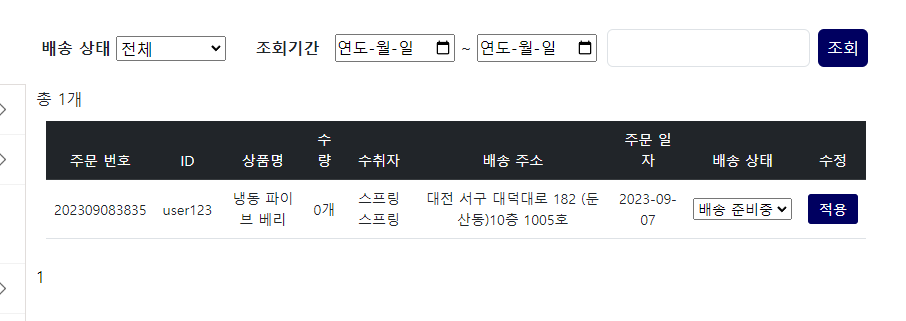 배송 상태 전체 조회기간 연도-월-일 ~ 연도-월-일 조회
총 1개
주문 번호 ID 상품명 수량 수취자 배송 주소 주문 일자 배송 상태 수정
202309083835 user123 냉동 파이브 베리 0개 스프링스프링 대전 서구 대덕대로 182 (둔산동)10층 1005호 2023-09-07 배송 준비중 적용
1